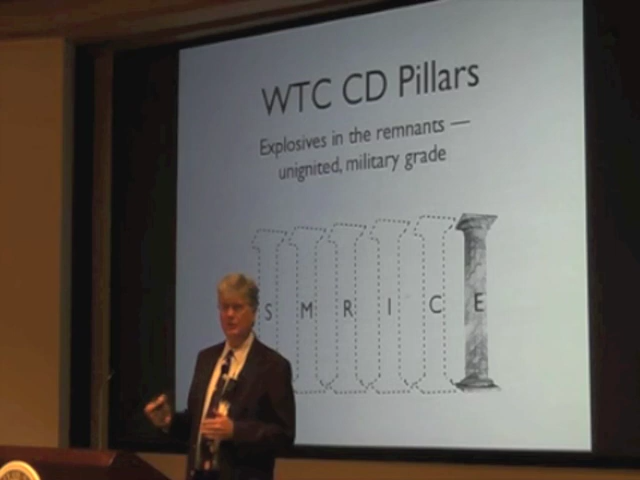 WTC CD Pillars
Explosives in the remnants —
unignited, military grade
S M R I C E